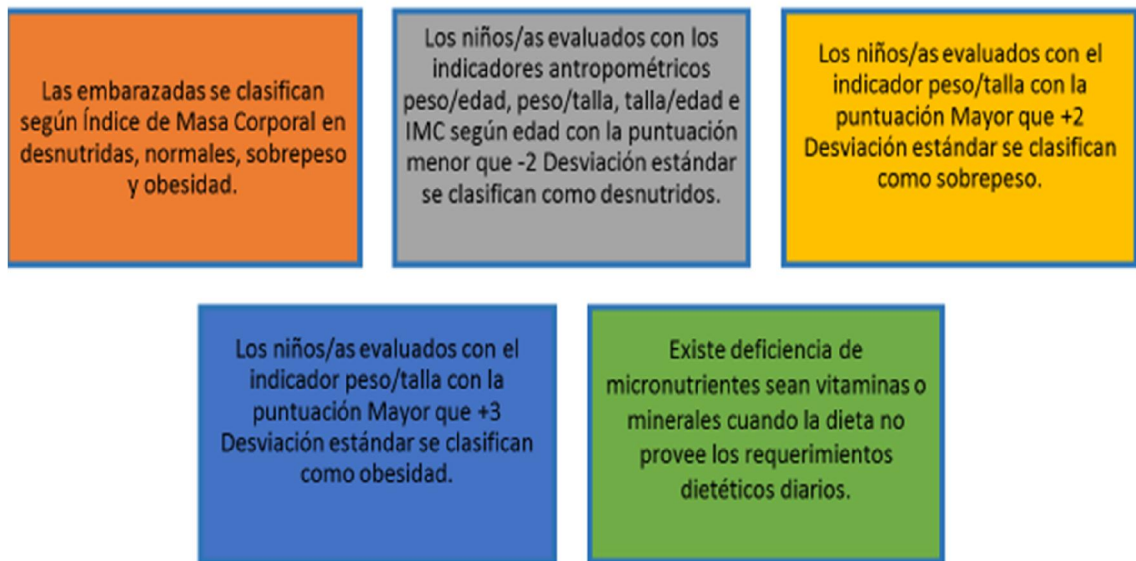 Las embarazadas se clasifican
según Índice de Masa Corporal en
desnutridas, normales, sobrepeso
y obesidad.
Los niños/as evaluados con los
indicadores antropométricos
peso/edad, peso/talla, talla/edad e
IMC según edad con la puntuación
menor que -2 Desviación estándar
se clasifican como desnutridos.
Los niños/as evaluados con el
indicador peso/talla con la
puntuación Mayor que +2
Desviación estándar se clasifican
como sobrepeso.
Los niños/as evaluados con el
indicador peso/talla con la
puntuación Mayor que +3
Desviación estándar se clasifican
como obesidad.
Existe deficiencia de
micronutrientes sean vitaminas o
minerales cuando la dieta no
provee los requerimientos
dietéticos diarios.